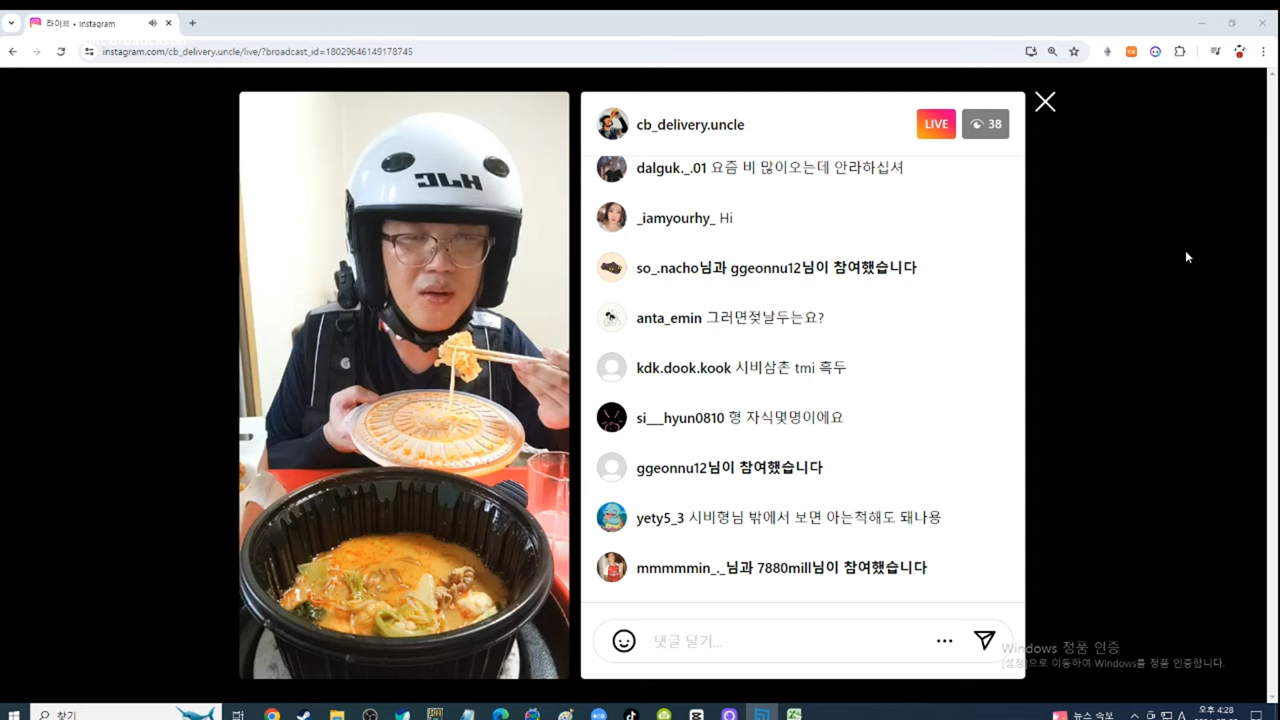 라이브 • Instagram
instagram.com/cb_delivery.uncle/live/?broadcast_id=18029646149178745
HJC
cb_delivery.uncle
LIVE
38
dalguk._.01 요즘 비 많이오는데 안라하십셔
_iamyourhy_ Hi
so_.nacho님과 ggeonnu12님이 참여했습니다
anta_emin 그러면젖날두는요?
kdk.dook.kook 시비삼촌 tmi 흑두
si__hyun0810 형 자식몇명이에요
ggeonnu12님이 참여했습니다
yety5_3 시비형님 밖에서 보면 아는척해도 돼나용
mmmmmin_._님과 7880mill님이 참여했습니다
댓글 달기...
Windows 정품 인증
[설정]으로 이동하여 Windows를 정품 인증합니다.
찾기
뉴스 속보
A
오후 4:28